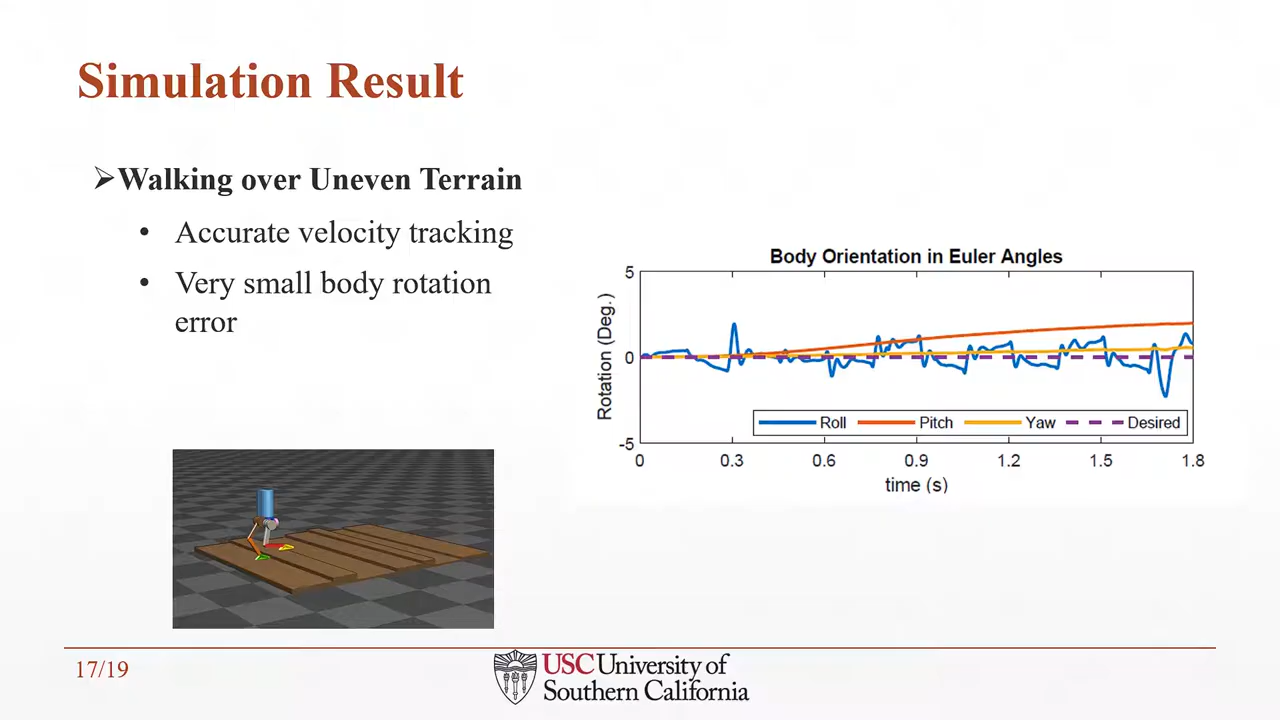 Simulation Result
➢Walking over Uneven Terrain
• Accurate velocity tracking
• Very small body rotation
error
Body Orientation in Euler Angles
Rotation (Deg.)
5
0
-5
Roll Pitch Yaw Desired
0 0.3 0.6 0.9 1.2 1.5 1.8
time (s)
17/19
USC University of
Southern California